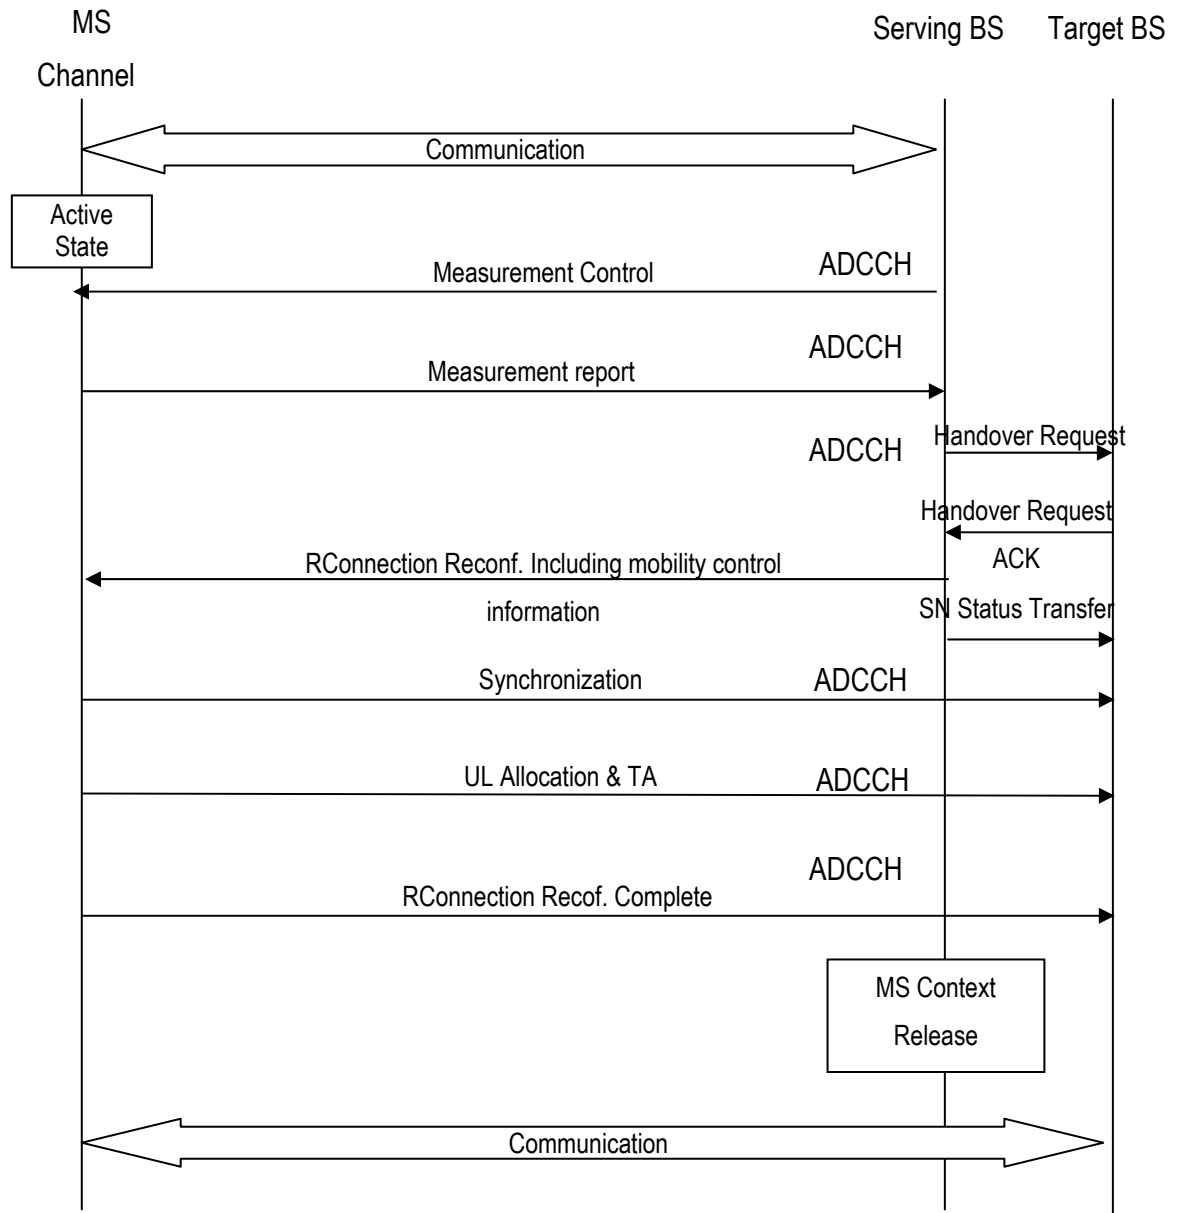 MS
Serving BS
Target BS
Channel
Communication
Active
State
Measurement Control
ADCCH
ADCCH
Measurement report
ADCCH
Handover Request
Handover Request
ACK
RConnection Reconf. Including mobility control
information
SN Status Transfer
Synchronization
ADCCH
UL Allocation & TA
ADCCH
ADCCH
RConnection Recof. Complete
MS Context
Release
Communication